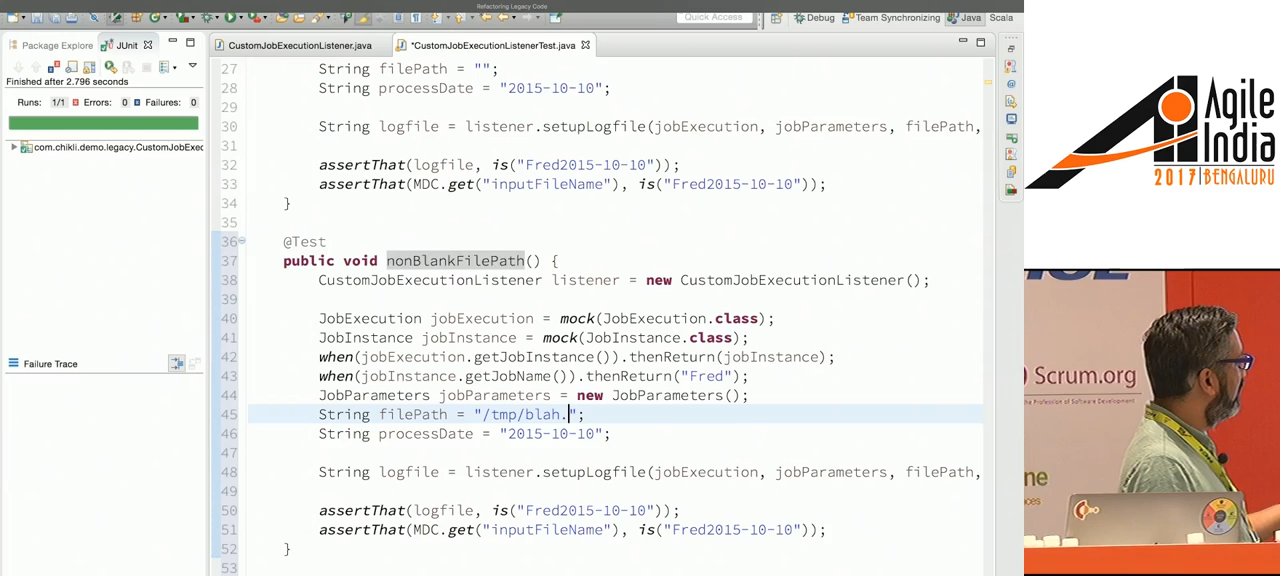 Refactoring Legacy Code
Quick Access
Debug
Team Synchronizing
Java
Scala
Package Explorer
JUnit
CustomJobExecutionListener.java
*CustomJobExecutionListenerTest.java
Finished after 2.796 seconds
Runs: 1/1
Errors: 0
Failures: 0
com.chikli.demo.legacy.CustomJobExec
Failure Trace
27 String filePath = "";
28 String processDate = "2015-10-10";
29
30 String logfile = listener.setupLogfile(jobExecution, jobParameters, filePath,
31
32 assertThat(logfile, is("Fred2015-10-10"));
33 assertThat(MDC.get("inputFileName"), is("Fred2015-10-10"));
34 }
35
36 @Test
37 public void nonBlankFilePath() {
38 CustomJobExecutionListener listener = new CustomJobExecutionListener();
39
40 JobExecution jobExecution = mock(JobExecution.class);
41 JobInstance jobInstance = mock(JobInstance.class);
42 when(jobExecution.getJobInstance()).thenReturn(jobInstance);
43 when(jobInstance.getJobName()).thenReturn("Fred");
44 JobParameters jobParameters = new JobParameters();
45 String filePath = "/tmp/blah.";
46 String processDate = "2015-10-10";
47
48 String logfile = listener.setupLogfile(jobExecution, jobParameters, filePath,
49
50 assertThat(logfile, is("Fred2015-10-10"));
51 assertThat(MDC.get("inputFileName"), is("Fred2015-10-10"));
52 }
53
Agile
India
2017 BENGALURU
Scrum.org